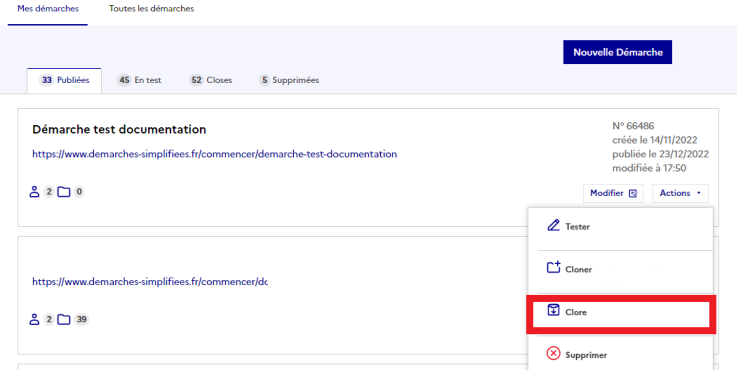 Mes démarches
Toutes les démarches
Nouvelle Démarche
33 Publiées
45 En test
52 Closes
5 Supprimées
Démarche test documentation
N° 66486
créée le 14/11/2022
https://www.demarches-simplifiees.fr/commencer/demarche-test-documentation
publiée le 23/12/2022
modifiée à 17:50
2
0
Modifier
Actions
Tester
Cloner
https://www.demarches-simplifiees.fr/commencer/dc
Clore
2
39
Supprimer